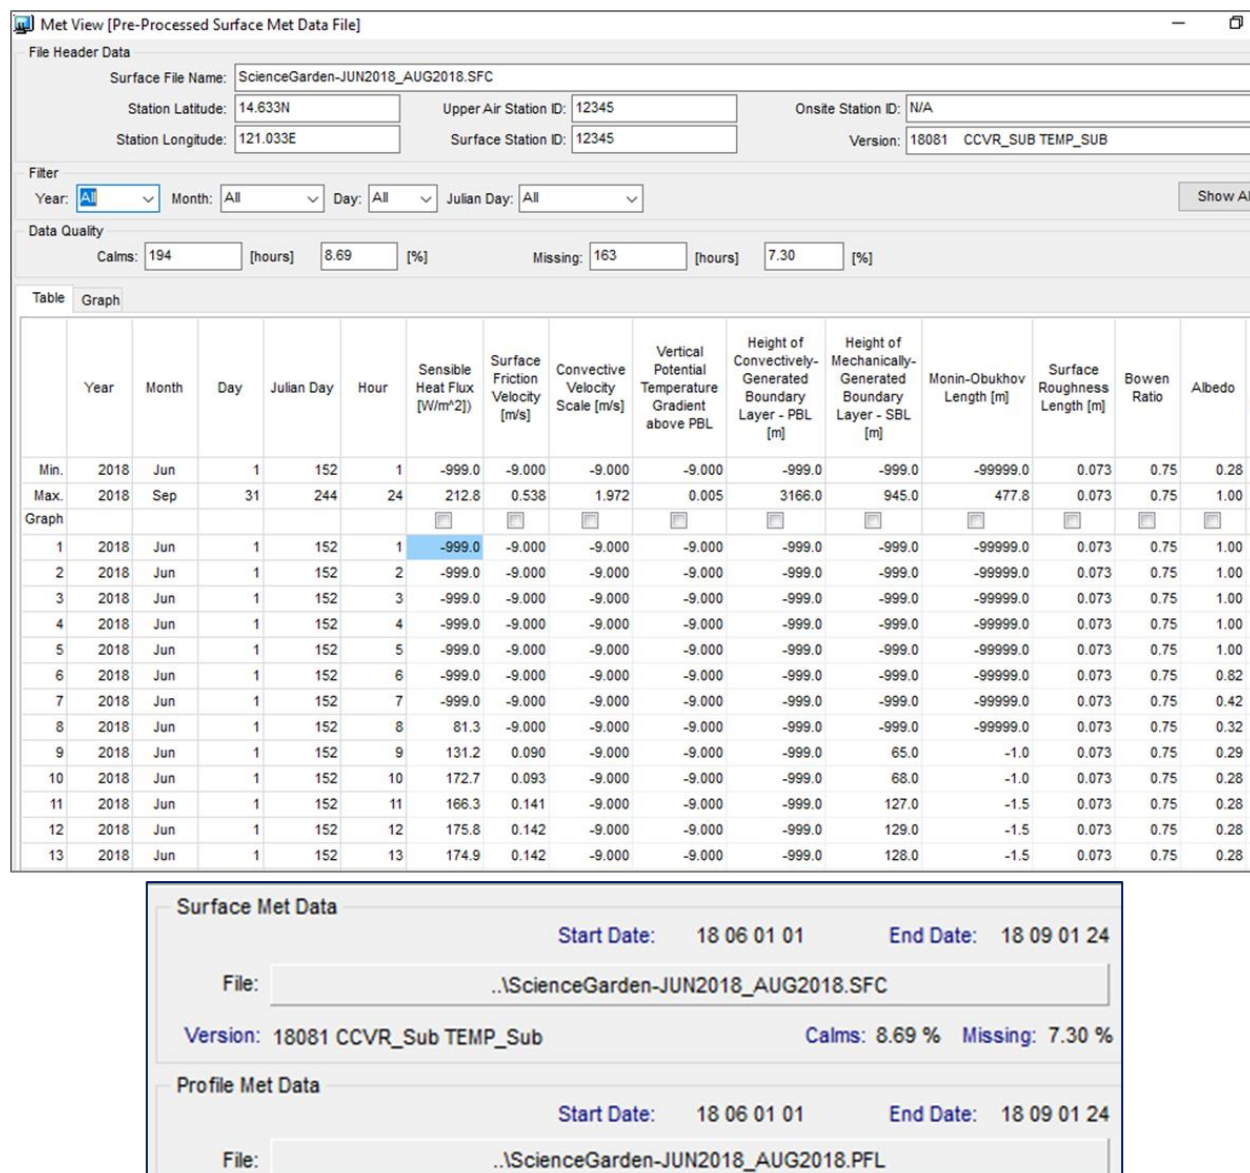 Met View [Pre-Processed Surface Met Data File]
File Header Data
Surface File Name: ScienceGarden-JUN2018_AUG2018.SFC
Station Latitude: 14.633N Upper Air Station ID: 12345 Onsite Station ID: N/A
Station Longitude: 121.033E Surface Station ID: 12345 Version: 18081 CCVR_SUB TEMP_SUB
Filter
Year: All Month: All Day: All Julian Day: All Show Al
Data Quality
Calms: 194 [hours] 8.69 [%] Missing: 163 [hours] 7.30 [%]
Table Graph
Year Month Day Julian Day Hour Sensible Heat Flux [W/m^2]) Surface Friction Velocity [m/s] Convective Velocity Scale [m/s] Vertical Potential Temperature Gradient above PBL Height of Convectively-Generated Boundary Layer - PBL [m] Height of Mechanically-Generated Boundary Layer - SBL [m] Monin-Obukhov Length [m] Surface Roughness Length [m] Bowen Ratio Albedo
Min. 2018 Jun 1 152 1 -999.0 -9.000 -9.000 -9.000 -999.0 -999.0 -99999.0 0.073 0.75 0.28
Max. 2018 Sep 31 244 24 212.8 0.538 1.972 0.005 3166.0 945.0 477.8 0.073 0.75 1.00
Graph
1 2018 Jun 1 152 1 -999.0 -9.000 -9.000 -9.000 -999.0 -999.0 -99999.0 0.073 0.75 1.00
2 2018 Jun 1 152 2 -999.0 -9.000 -9.000 -9.000 -999.0 -999.0 -99999.0 0.073 0.75 1.00
3 2018 Jun 1 152 3 -999.0 -9.000 -9.000 -9.000 -999.0 -999.0 -99999.0 0.073 0.75 1.00
4 2018 Jun 1 152 4 -999.0 -9.000 -9.000 -9.000 -999.0 -999.0 -99999.0 0.073 0.75 1.00
5 2018 Jun 1 152 5 -999.0 -9.000 -9.000 -9.000 -999.0 -999.0 -99999.0 0.073 0.75 1.00
6 2018 Jun 1 152 6 -999.0 -9.000 -9.000 -9.000 -999.0 -999.0 -99999.0 0.073 0.75 0.82
7 2018 Jun 1 152 7 -999.0 -9.000 -9.000 -9.000 -999.0 -999.0 -99999.0 0.073 0.75 0.42
8 2018 Jun 1 152 8 81.3 -9.000 -9.000 -9.000 -999.0 -999.0 -99999.0 0.073 0.75 0.32
9 2018 Jun 1 152 9 131.2 0.090 -9.000 -9.000 -999.0 65.0 -1.0 0.073 0.75 0.29
10 2018 Jun 1 152 10 172.7 0.093 -9.000 -9.000 -999.0 68.0 -1.0 0.073 0.75 0.28
11 2018 Jun 1 152 11 166.3 0.141 -9.000 -9.000 -999.0 127.0 -1.5 0.073 0.75 0.28
12 2018 Jun 1 152 12 175.8 0.142 -9.000 -9.000 -999.0 129.0 -1.5 0.073 0.75 0.28
13 2018 Jun 1 152 13 174.9 0.142 -9.000 -9.000 -999.0 128.0 -1.5 0.073 0.75 0.28
Surface Met Data
Start Date: 18 06 01 01 End Date: 18 09 01 24
File: ..\ScienceGarden-JUN2018_AUG2018.SFC
Version: 18081 CCVR_Sub TEMP_Sub Calms: 8.69 % Missing: 7.30 %
Profile Met Data
Start Date: 18 06 01 01 End Date: 18 09 01 24
File: ..\ScienceGarden-JUN2018_AUG2018.PFL